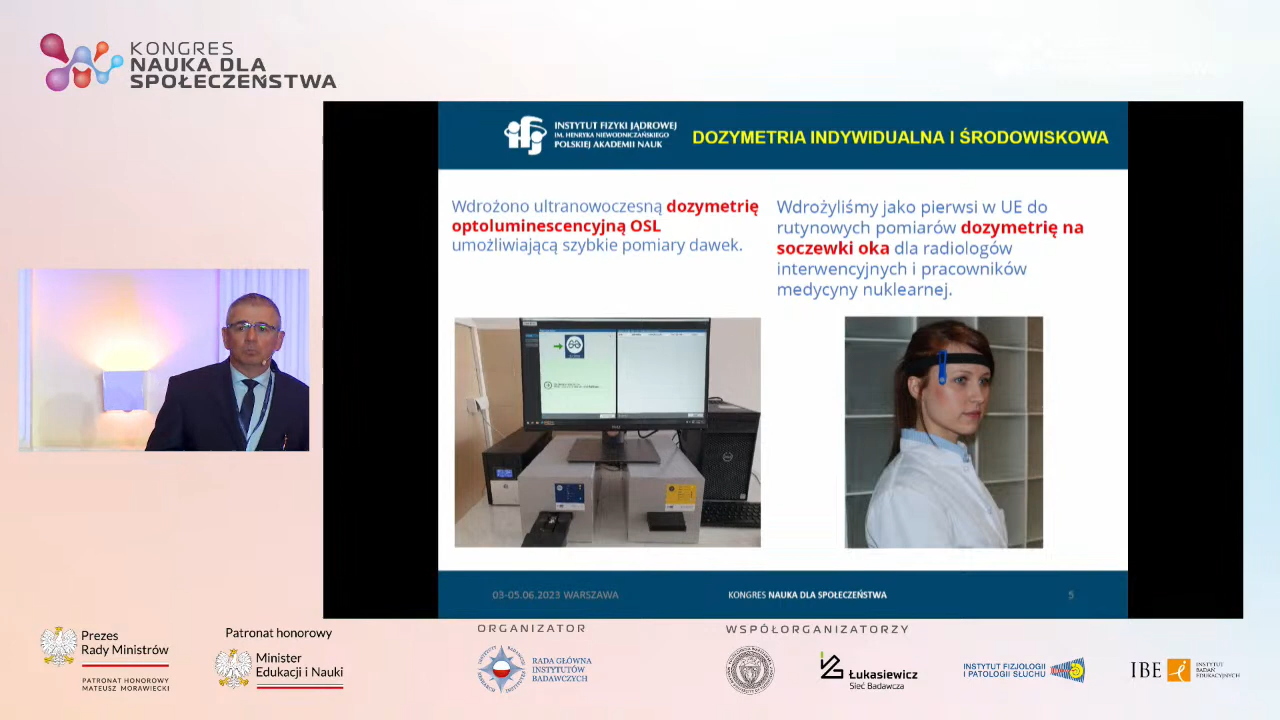 KONGRES
NAUKA DLA
SPOŁECZEŃSTWA
INSTYTUT FIZYKI JĄDROWEJ
IM. HENRYKA NIEWODNICZAŃSKIEGO
POLSKIEJ AKADEMII NAUK
DOZYMETRIA INDYWIDUALNA I ŚRODOWISKOWA
Wdrożono ultranowoczesną dozymetrię
optoluminescencyjną OSL
umożliwiającą szybkie pomiary dawek.
Wdrożyliśmy jako pierwsi w UE do
rutynowych pomiarów dozymetrię na
soczewki oka dla radiologów
interwencyjnych i pracowników
medycyny nuklearnej.
03-05.06.2023 WARSZAWA
KONGRES NAUKA DLA SPOŁECZEŃSTWA
5
Prezes
Rady Ministrów
PATRONAT HONOROWY
MATEUSZ MORAWIECKI
Patronat honorowy
Minister
Edukacji i Nauki
ORGANIZATOR
RADA GŁÓWNA
INSTYTUTÓW
BADAWCZYCH
WSPÓŁORGANIZATORZY
Łukasiewicz
Sieć Badawcza
INSTYTUT FIZJOLOGII
I PATOLOGII SŁUCHU
IBE
INSTYTUT
BADAŃ
EDUKACYJNYCH